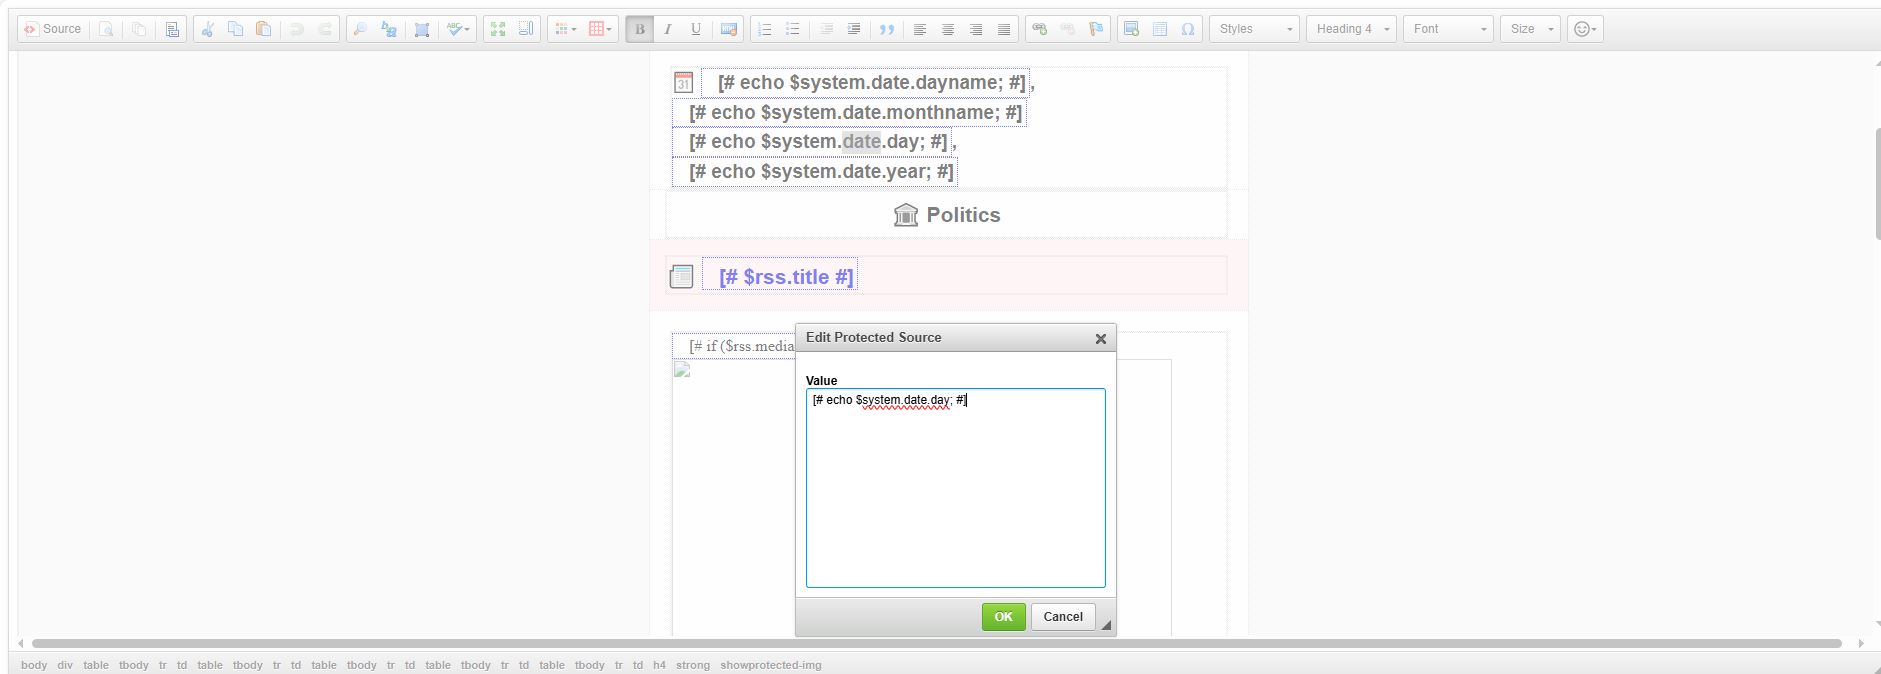 Source ABC B I U Styles Heading 4 Font Size
31 [# echo $system.date.dayname; #],
[# echo $system.date.monthname; #]
[# echo $system.date.day; #],
[# echo $system.date.year; #]
Politics
[# $rss.title #]
[# if ($rss.media
Edit Protected Source
Value
[# echo $system.date.day; #]
OK Cancel
body div table tbody tr td table tbody tr td table tbody tr td table tbody tr td table tbody tr td h4 strong showprotected-img